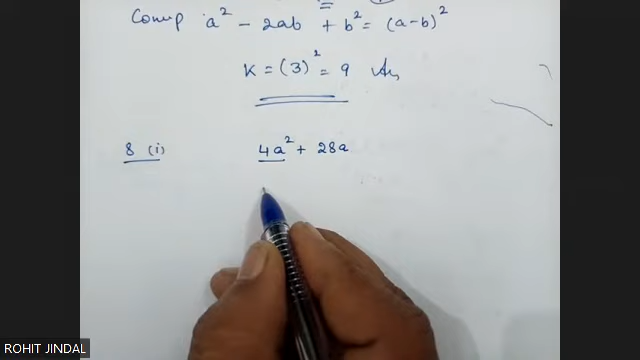 Comp a² - 2ab + b² = (a-b)²
K = (3)² = 9 Ans
8 (i) 4a² + 28a
ROHIT JINDAL